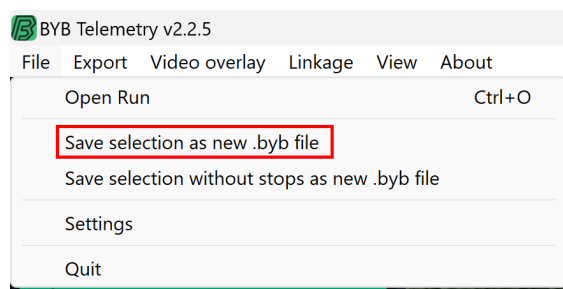 BYB Telemetry v2.2.5
File Export Video overlay Linkage View About
Open Run Ctrl+O
Save selection as new .byb file
Save selection without stops as new .byb file
Settings
Quit